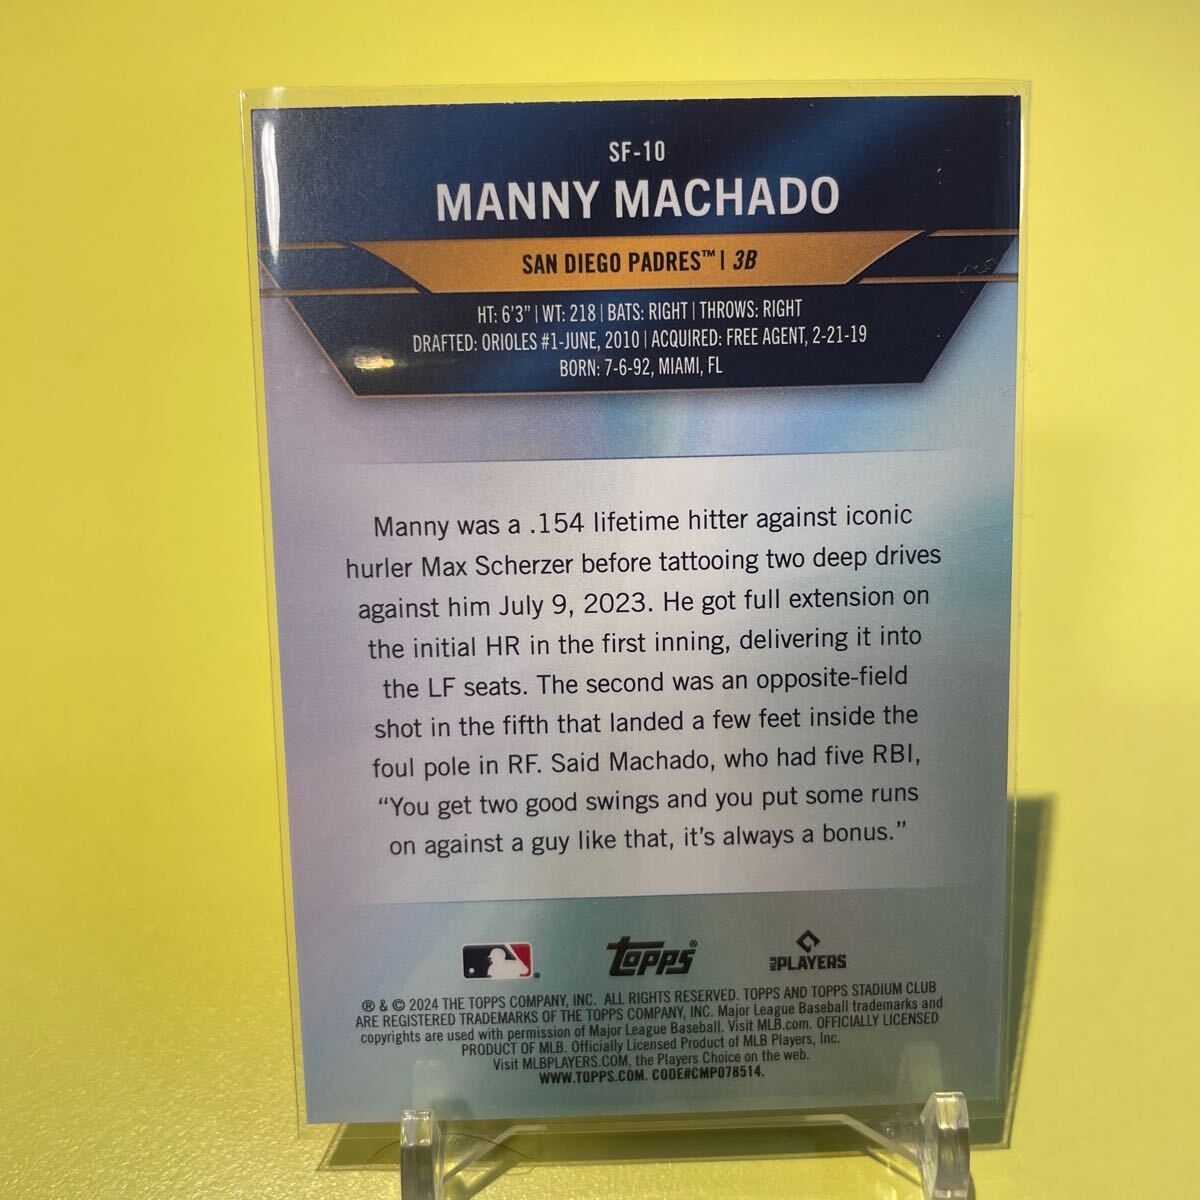 SF-10
MANNY MACHADO
SAN DIEGO PADRES™ | 3B
HT: 6'3" | WT: 218 | BATS: RIGHT | THROWS: RIGHT
DRAFTED: ORIOLES #1-JUNE, 2010 | ACQUIRED: FREE AGENT, 2-21-19
BORN: 7-6-92, MIAMI, FL
Manny was a .154 lifetime hitter against iconic
hurler Max Scherzer before tattooing two deep drives
against him July 9, 2023. He got full extension on
the initial HR in the first inning, delivering it into
the LF seats. The second was an opposite-field
shot in the fifth that landed a few feet inside the
foul pole in RF. Said Machado, who had five RBI,
“You get two good swings and you put some runs
on against a guy like that, it’s always a bonus.”
Topps® MLB PLAYERS
® & © 2024 THE TOPPS COMPANY, INC. ALL RIGHTS RESERVED. TOPPS AND TOPPS STADIUM CLUB
ARE REGISTERED TRADEMARKS OF THE TOPPS COMPANY, INC. Major League Baseball trademarks and
copyrights are used with permission of Major League Baseball. Visit MLB.com. OFFICIALLY LICENSED
PRODUCT OF MLB. Officially Licensed Product of MLB Players, Inc.
Visit MLBPLAYERS.COM, the Players Choice on the web.
WWW.TOPPS.COM. CODE#CMP078514.